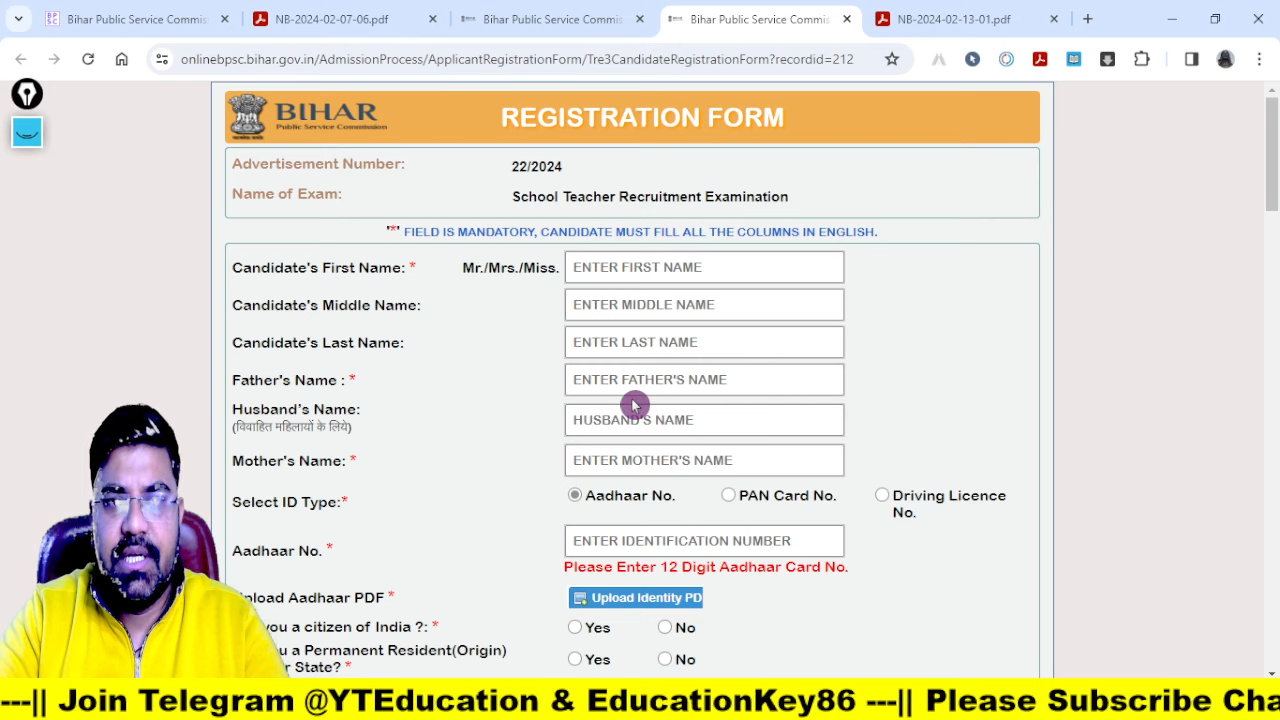 Bihar Public Service Commis
NB-2024-02-07-06.pdf
Bihar Public Service Commis
Bihar Public Service Commis
NB-2024-02-13-01.pdf
onlinebpsc.bihar.gov.in/AdmissionProcess/ApplicantRegistrationForm/Tre3CandidateRegistrationForm?recordid=212
BIHAR
Public Service Commission
REGISTRATION FORM
Advertisement Number: 22/2024
Name of Exam: School Teacher Recruitment Examination
'*' FIELD IS MANDATORY, CANDIDATE MUST FILL ALL THE COLUMNS IN ENGLISH.
Candidate's First Name: * Mr./Mrs./Miss. ENTER FIRST NAME
Candidate's Middle Name: ENTER MIDDLE NAME
Candidate's Last Name: ENTER LAST NAME
Father's Name : * ENTER FATHER'S NAME
Husband's Name: HUSBAND'S NAME
(विवाहित महिलायों के लिये)
Mother's Name: * ENTER MOTHER'S NAME
Select ID Type:* Aadhaar No. PAN Card No. Driving Licence No.
Aadhaar No. * ENTER IDENTIFICATION NUMBER
Please Enter 12 Digit Aadhaar Card No.
pload Aadhaar PDF * Upload Identity PD
you a citizen of India ?: * Yes No
u a Permanent Resident(Origin)
r State?* Yes No
---|| Join Telegram @YTEducation & EducationKey86 ---|| Please Subscribe Cha